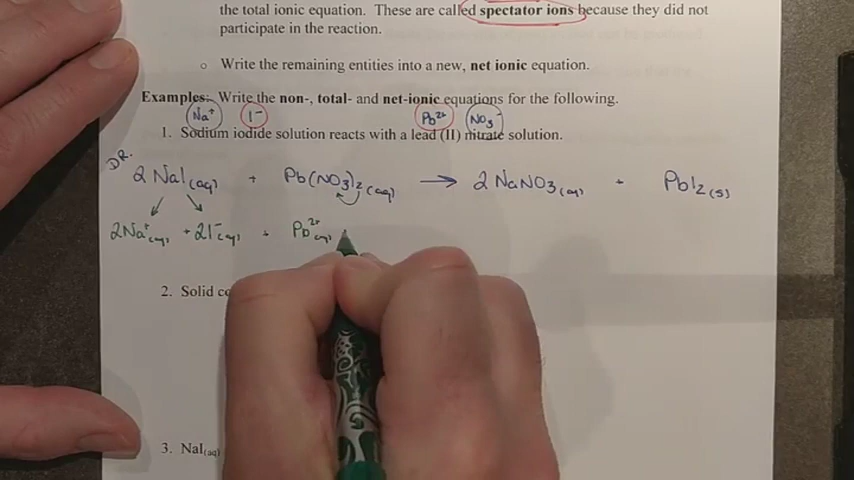 the total ionic equation. These are called spectator ions because they did not
participate in the reaction.
o Write the remaining entities into a new, net ionic equation.
Examples: Write the non-, total- and net-ionic equations for the following.
Na⁺ I⁻ Pb²⁺ NO₃⁻
1. Sodium iodide solution reacts with a lead (II) nitrate solution.
D.R.
2 NaI(aq) + Pb(NO₃)₂(aq) → 2 NaNO₃(aq) + PbI₂(s)
2Na⁺(aq) + 2I⁻(aq) + Pb²⁺(aq)
2. Solid
3. NaI(aq)